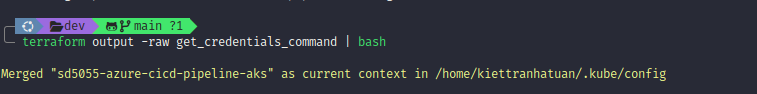 dev main ?1
terraform output -raw get_credentials_command | bash
Merged "sd5055-azure-cicd-pipeline-aks" as current context in /home/kiettranhatuan/.kube/config